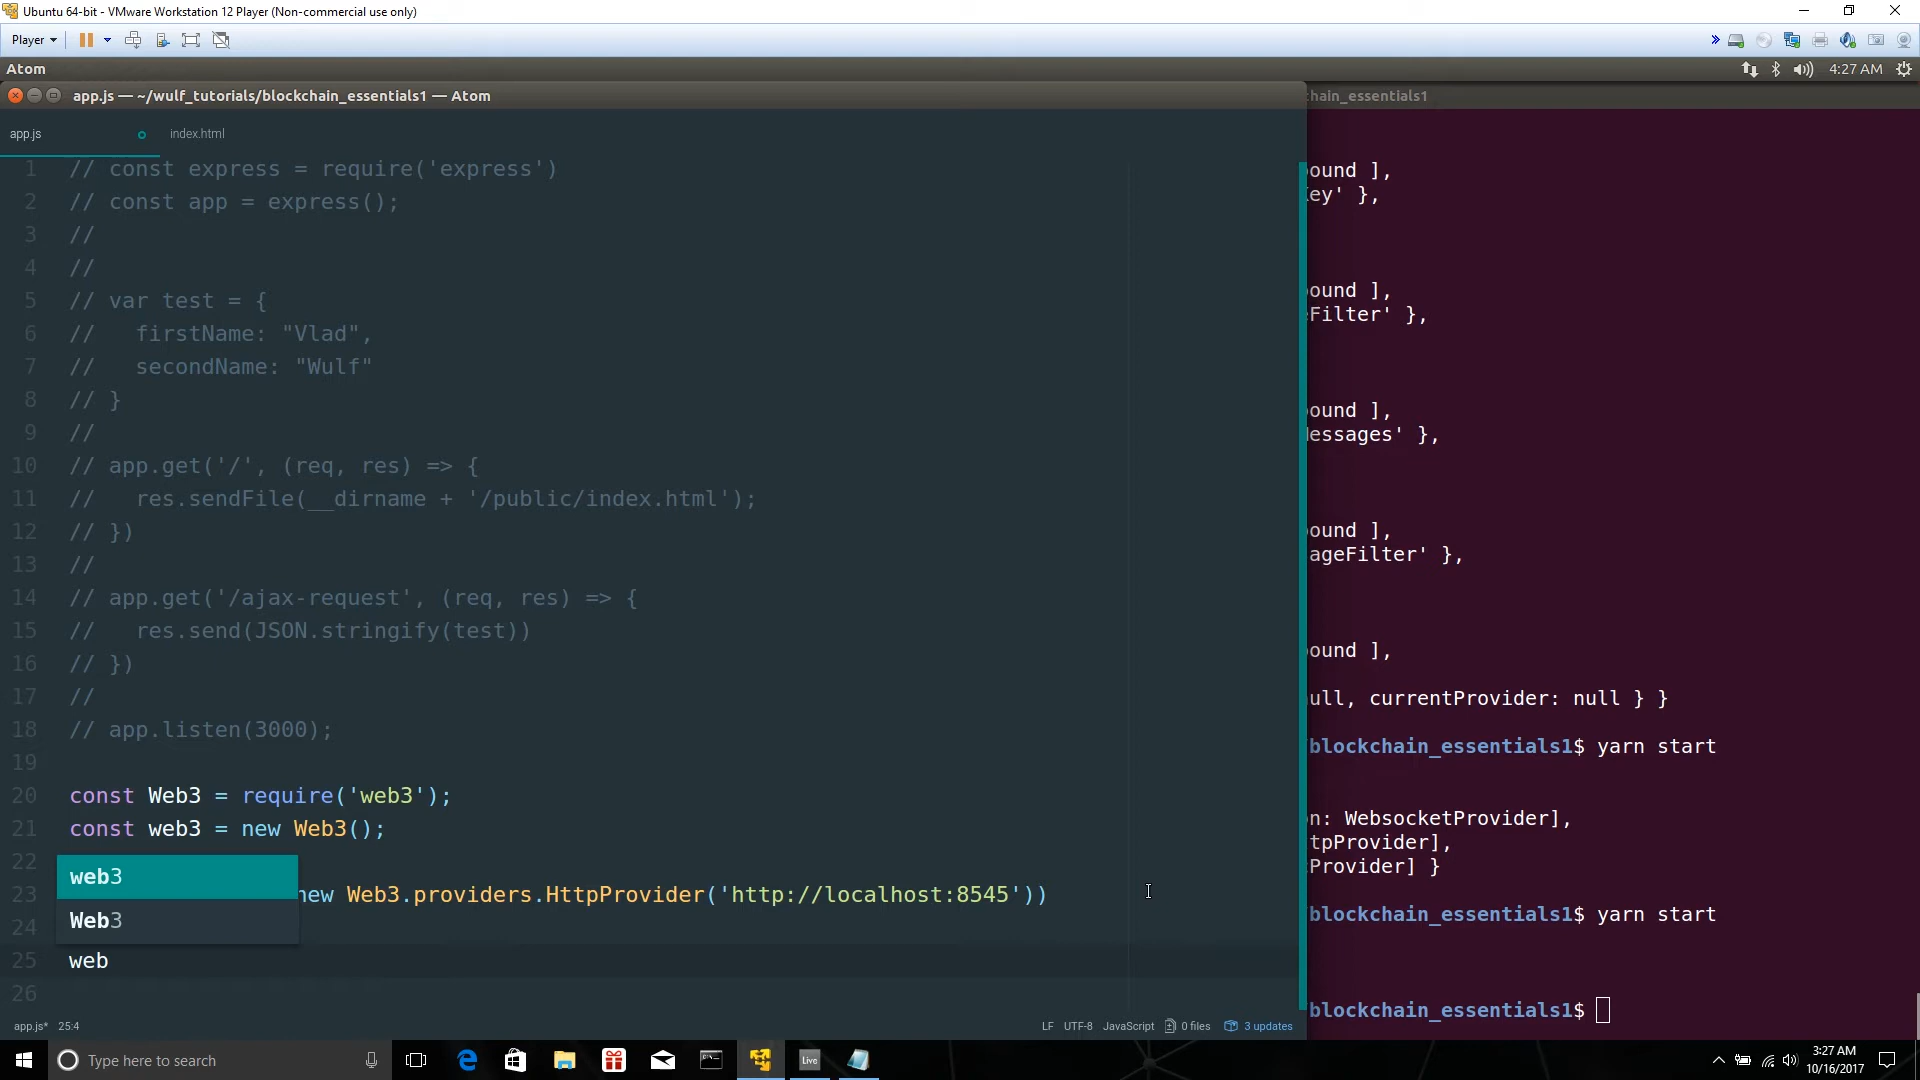 Ubuntu 64-bit - VMware Workstation 12 Player (Non-commercial use only)
Player
Atom
4:27 AM
app.js — ~/wulf_tutorials/blockchain_essentials1 — Atom
hain_essentials1
app.js
index.html
1 // const express = require('express')
2 // const app = express();
3 //
4 //
5 // var test = {
6 //   firstName: "Vlad",
7 //   secondName: "Wulf"
8 // }
9 //
10 // app.get('/', (req, res) => {
11 //   res.sendFile(__dirname + '/public/index.html');
12 // })
13 //
14 // app.get('/ajax-request', (req, res) => {
15 //   res.send(JSON.stringify(test))
16 // })
17 //
18 // app.listen(3000);
19
20 const Web3 = require('web3');
21 const web3 = new Web3();
22
web3
23 new Web3.providers.HttpProvider('http://localhost:8545'))
Web3
24
25 web
26
app.js* 25:4
LF UTF-8 JavaScript 0 files 3 updates
ound ],
Key' },
ound ],
eFilter' },
ound ],
Messages' },
ound ],
ageFilter' },
ound ],
ull, currentProvider: null } }
blockchain_essentials1$ yarn start
n: WebsocketProvider],
tpProvider],
Provider] }
blockchain_essentials1$ yarn start
blockchain_essentials1$
Type here to search
Live
3:27 AM
10/16/2017